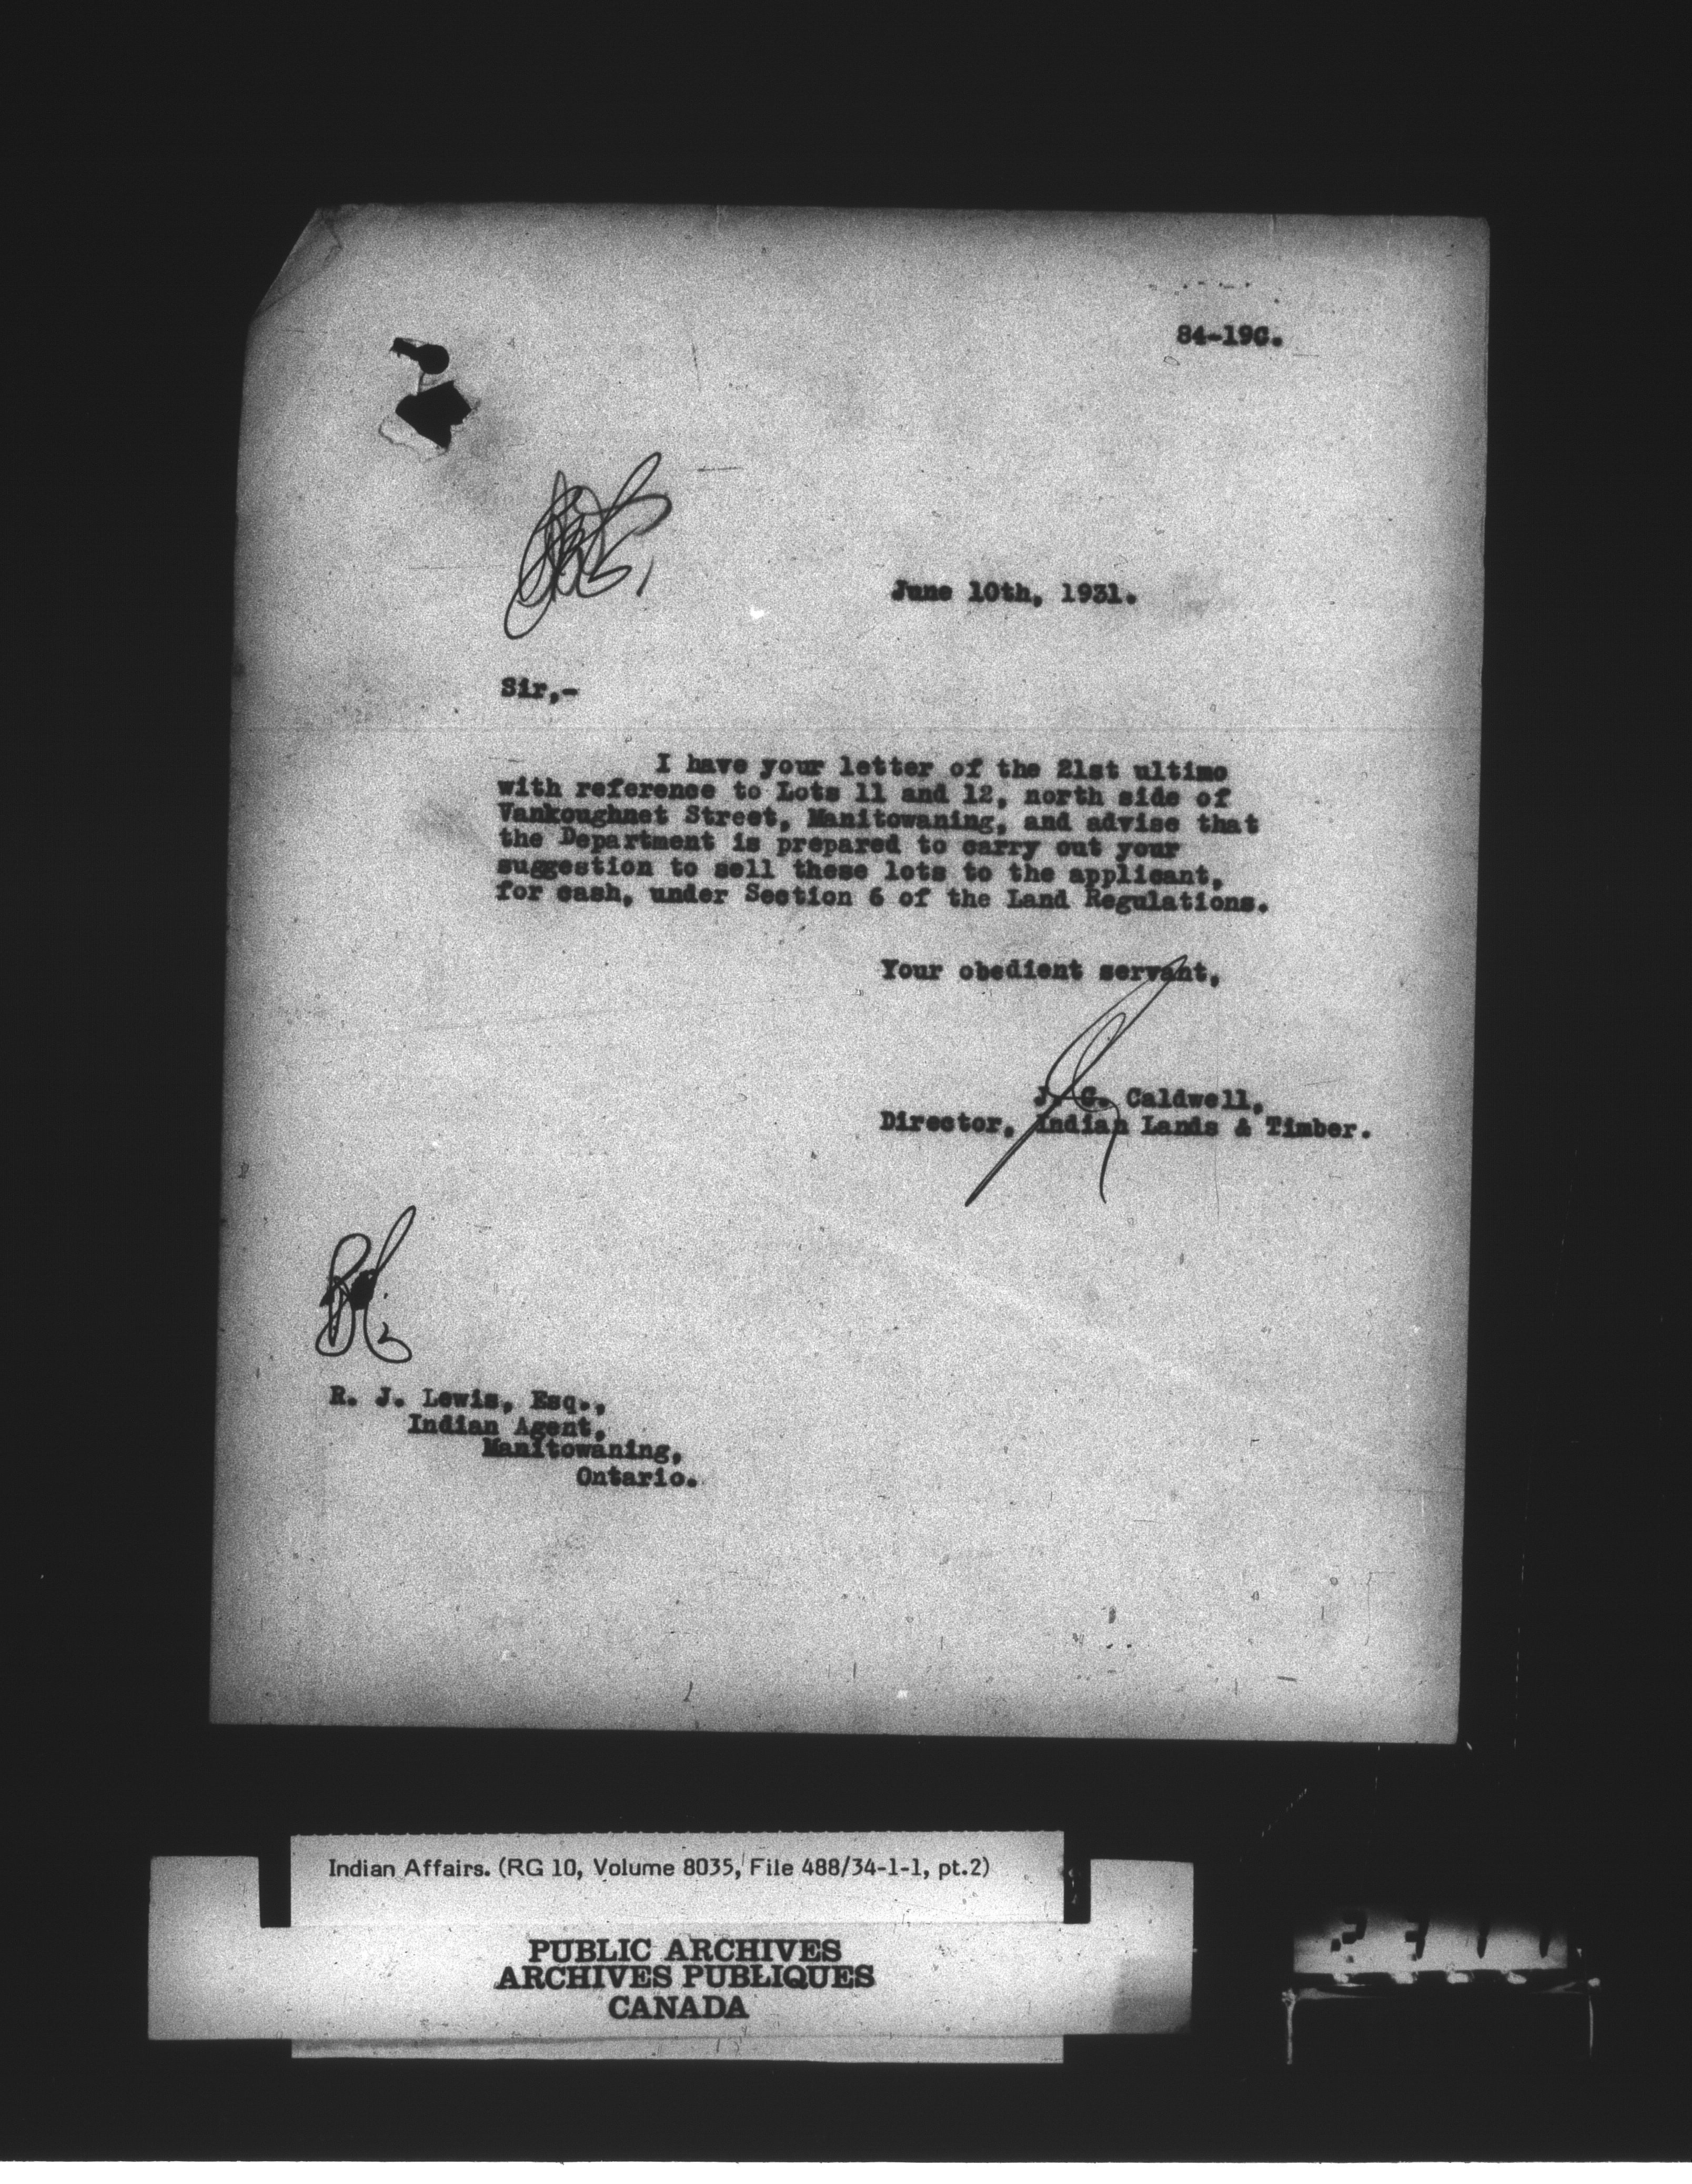 84-19G.
June 10th, 1931.
Sir,-
I have your letter of the 21st ultimo
with reference to Lots 11 and 12, north side of
Vankoughnet Street, Manitowaning, and advise that
the Department is prepared to carry out your
suggestion to sell these lots to the applicant,
for cash, under Section 6 of the Land Regulations.
Your obedient servant,
J. C. Caldwell,
Director, Indian Lands & Timber.
R. J. Lewis, Esq.,
Indian Agent,
Manitowaning,
Ontario.
Indian Affairs. (RG 10, Volume 8035, File 488/34-1-1, pt.2)
PUBLIC ARCHIVES
ARCHIVES PUBLIQUES
CANADA